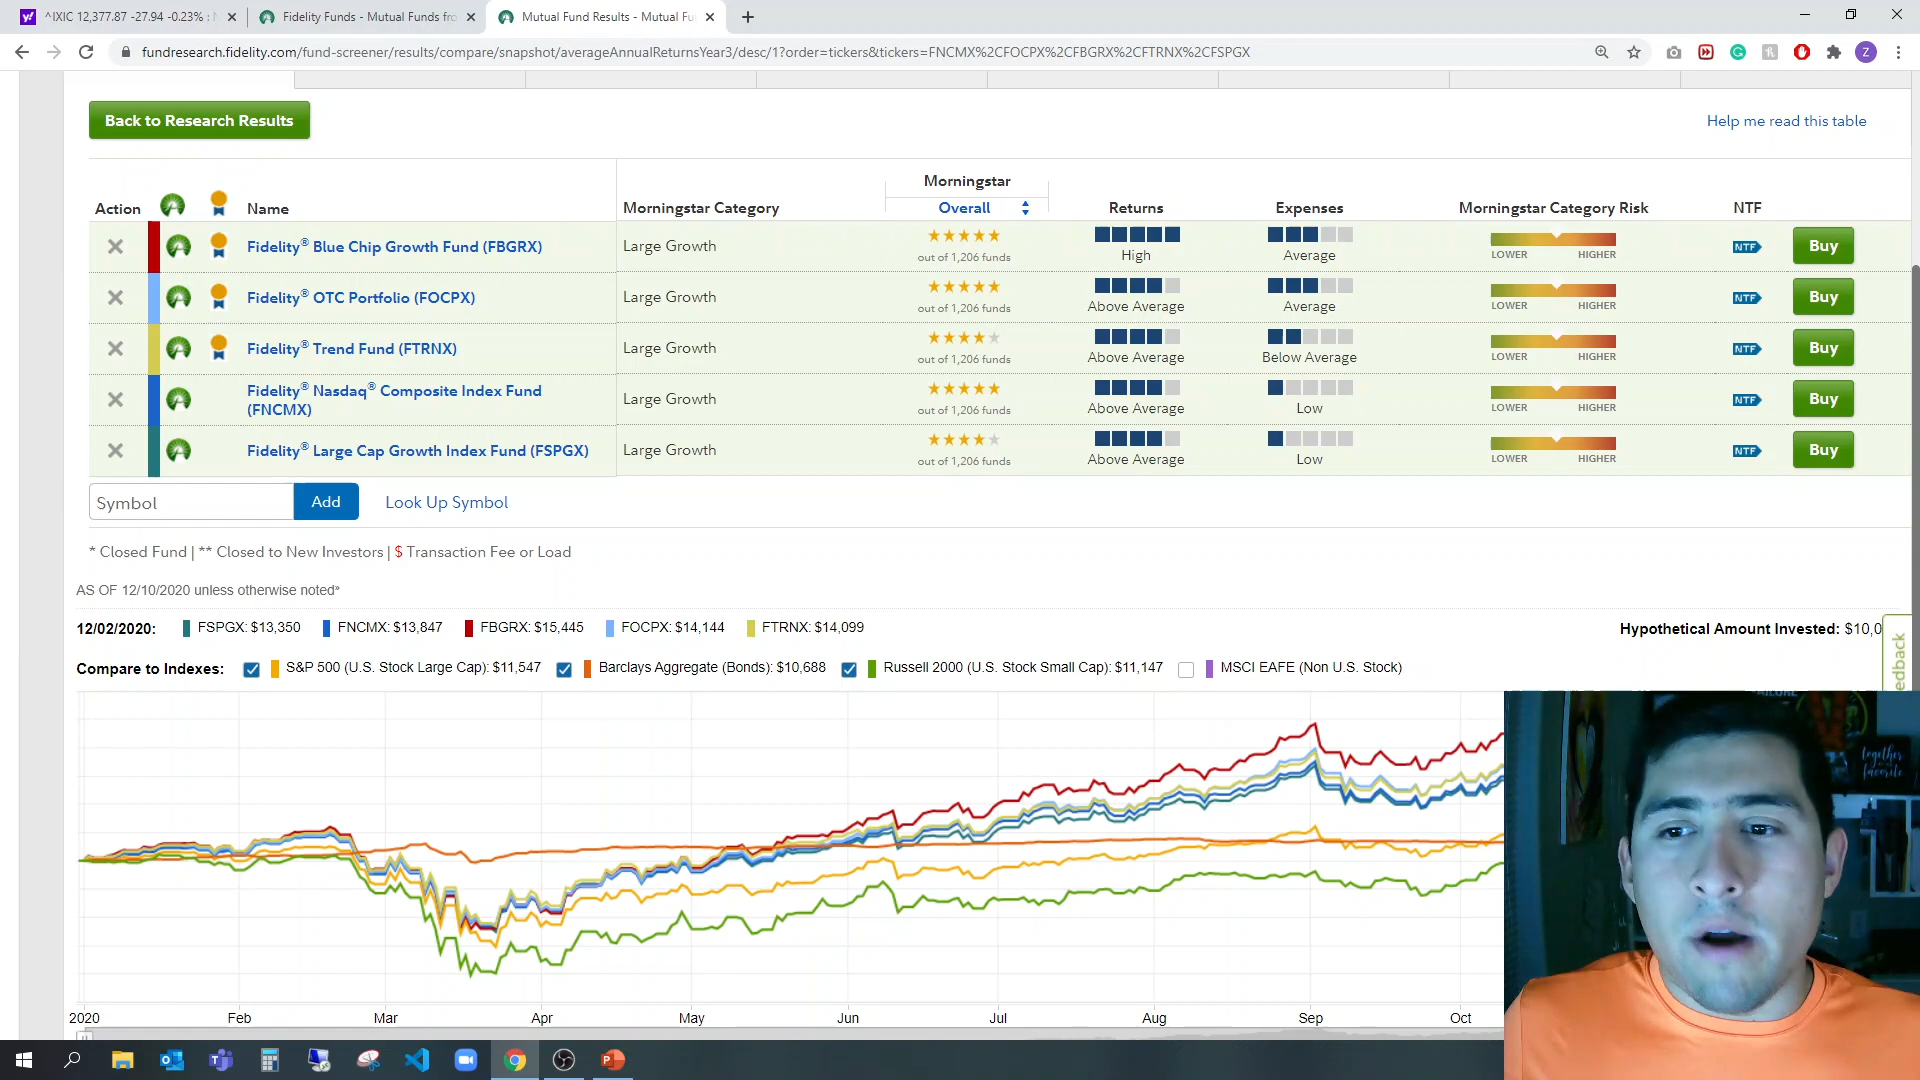 ^IXIC 12,377.87 -27.94 -0.23% :
Fidelity Funds - Mutual Funds fro
Mutual Fund Results - Mutual Fu
fundresearch.fidelity.com/fund-screener/results/compare/snapshot/averageAnnualReturnsYear3/desc/1?order=tickers&tickers=FNCMX%2CFOCPX%2CFBGRX%2CFTRNX%2CFSPGX
Z
Back to Research Results
Help me read this table
Morningstar
Action Name Morningstar Category Overall Returns Expenses Morningstar Category Risk NTF
Fidelity® Blue Chip Growth Fund (FBGRX) Large Growth out of 1,206 funds High Average LOWER HIGHER NTF Buy
Fidelity® OTC Portfolio (FOCPX) Large Growth out of 1,206 funds Above Average Average LOWER HIGHER NTF Buy
Fidelity® Trend Fund (FTRNX) Large Growth out of 1,206 funds Above Average Below Average LOWER HIGHER NTF Buy
Fidelity® Nasdaq® Composite Index Fund
(FNCMX) Large Growth out of 1,206 funds Above Average Low LOWER HIGHER NTF Buy
Fidelity® Large Cap Growth Index Fund (FSPGX) Large Growth out of 1,206 funds Above Average Low LOWER HIGHER NTF Buy
Symbol Add Look Up Symbol
* Closed Fund | ** Closed to New Investors | $ Transaction Fee or Load
AS OF 12/10/2020 unless otherwise noted»
12/02/2020: FSPGX: $13,350 FNCMX: $13,847 FBGRX: $15,445 FOCPX: $14,144 FTRNX: $14,099 Hypothetical Amount Invested: $10,0
Compare to Indexes: S&P 500 (U.S. Stock Large Cap): $11,547 Barclays Aggregate (Bonds): $10,688 Russell 2000 (U.S. Stock Small Cap): $11,147 MSCI EAFE (Non U.S. Stock)
edback
together
favorite
2020 Feb Mar Apr May Jun Jul Aug Sep Oct